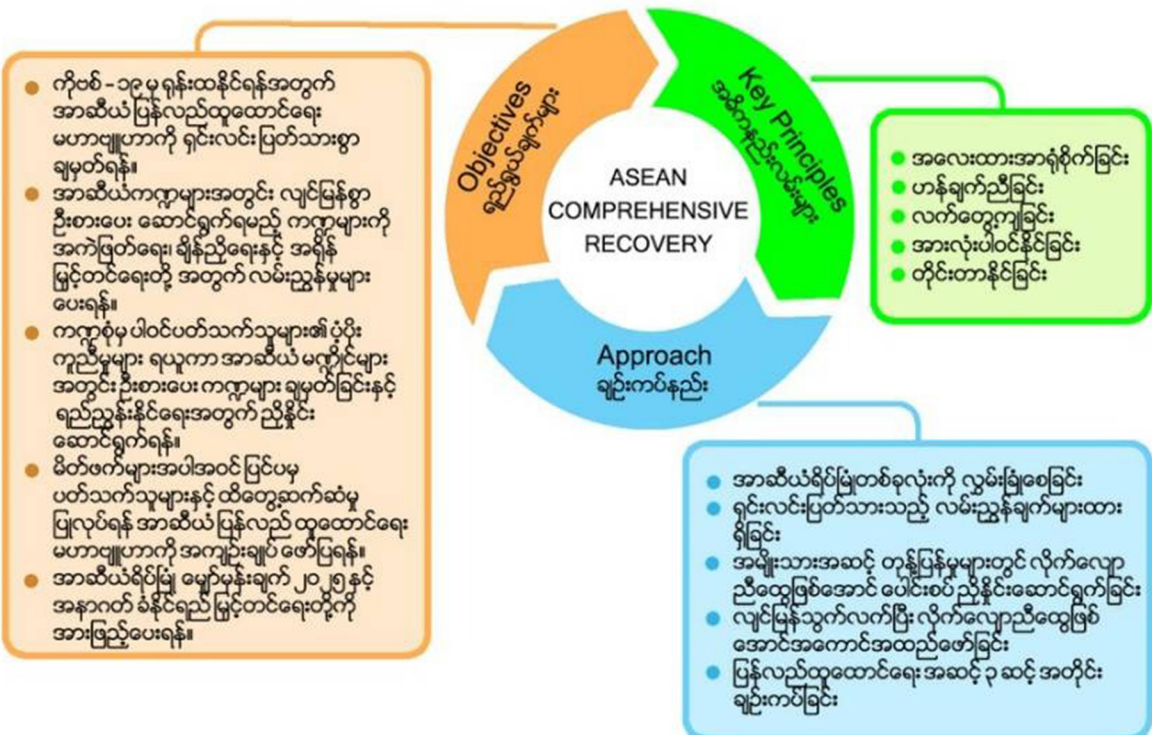 Objectives
ရည်ရွယ်ချက်များ
Key Principles
အဓိကနည်းလမ်းများ
ASEAN
COMPREHENSIVE
RECOVERY
Approach
ချဉ်းကပ်နည်း
ကိုဗစ် – ၁၉ မှ ရုန်းထနိုင်ရန်အတွက်
အာဆီယံ ပြန်လည်ထူထောင်ရေး
မဟာဗျူဟာကို ရှင်းလင်း ပြတ်သားစွာ
ချမှတ်ရန်။
အာဆီယံကဏ္ဍများအတွင်း လျင်မြန်စွာ
ဦးစားပေး ဆောင်ရွက်ရမည့် ကဏ္ဍများကို
အကဲဖြတ်ရေး၊ ချိန်ညှိရေးနှင့် အရှိန်
မြှင့်တင်ရေးတို့ အတွက် လမ်းညွှန်မှုများ
ပေးရန်။
ကဏ္ဍစုံမှ ပါဝင်ပတ်သက်သူများ၏ ပံ့ပိုး
ကူညီမှုများ ရယူကာ အာဆီယံ မဏ္ဍိုင်များ
အတွင်း ဦးစားပေး ကဏ္ဍများ ချမှတ်ခြင်းနှင့်
ရည်ညွှန်းနိုင်ရေးအတွက် ညှိနှိုင်း
ဆောင်ရွက်ရန်။
မိတ်ဖက်များအပါအဝင် ပြင်ပမှ
ပတ်သက်သူများနှင့် ထိတွေ့ဆက်ဆံမှု
ပြုလုပ်ရန် အာဆီယံ ပြန်လည် ထူထောင်ရေး
မဟာဗျူဟာကို အကျဉ်းချုပ် ဖော်ပြရန်။
အာဆီယံရိပ်မြုံ မျှော်မှန်းချက် ၂၀၂၅ နှင့်
အနာဂတ် ခံနိုင်ရည် မြှင့်တင်ရေးတို့ကို
အားဖြည့်ပေးရန်။
အလေးထားအာရုံစိုက်ခြင်း
ဟန်ချက်ညီခြင်း
လက်တွေ့ကျခြင်း
အားလုံးပါဝင်နိုင်ခြင်း
တိုင်းတာနိုင်ခြင်း
အာဆီယံရိပ်မြုံတစ်ခုလုံးကို လွှမ်းခြုံစေခြင်း
ရှင်းလင်းပြတ်သားသည့် လမ်းညွှန်ချက်များထား
ရှိခြင်း
အမျိုးသားအဆင့် တုန့်ပြန်မှုများတွင် လိုက်လျော
ညီထွေဖြစ်အောင် ပေါင်းစပ် ညှိနှိုင်းဆောင်ရွက်ခြင်း
လျင်မြန်သွက်လက်ပြီး လိုက်လျောညီထွေဖြစ်
အောင်အကောင်အထည်ဖော်ခြင်း
ပြန်လည်ထူထောင်ရေး အဆင့် ၃ ဆင့် အတိုင်း
ချဉ်းကပ်ခြင်း